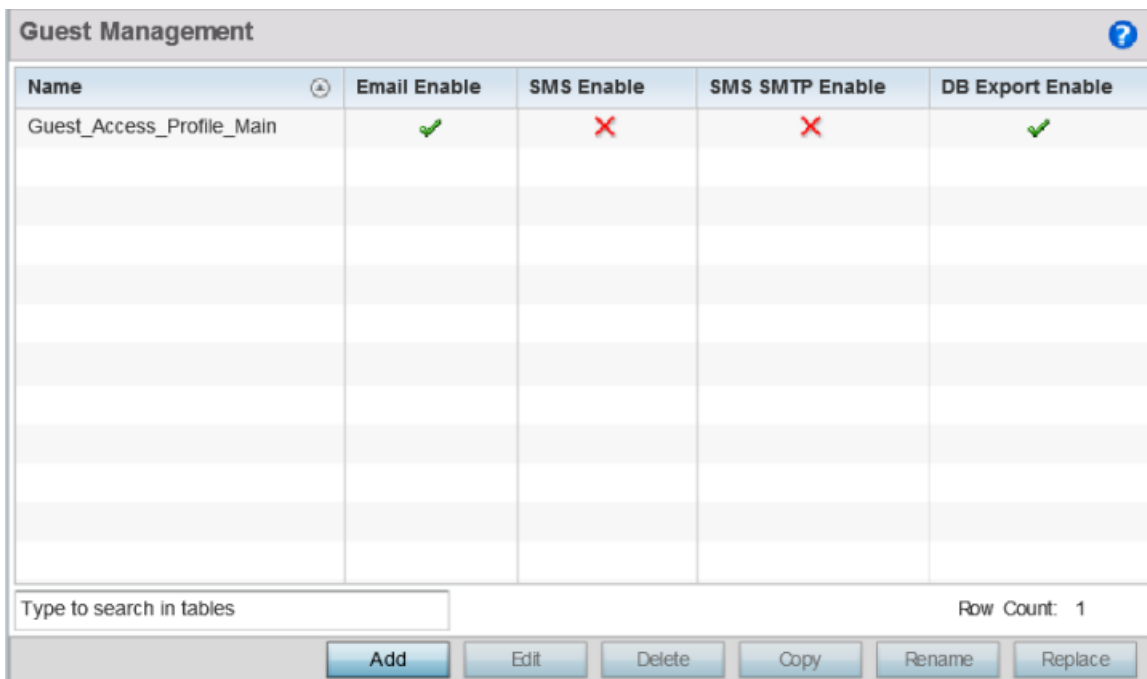 Guest Management
?
Name Email Enable SMS Enable SMS SMTP Enable DB Export Enable
Guest_Access_Profile_Main
Type to search in tables Row Count: 1
Add Edit Delete Copy Rename Replace